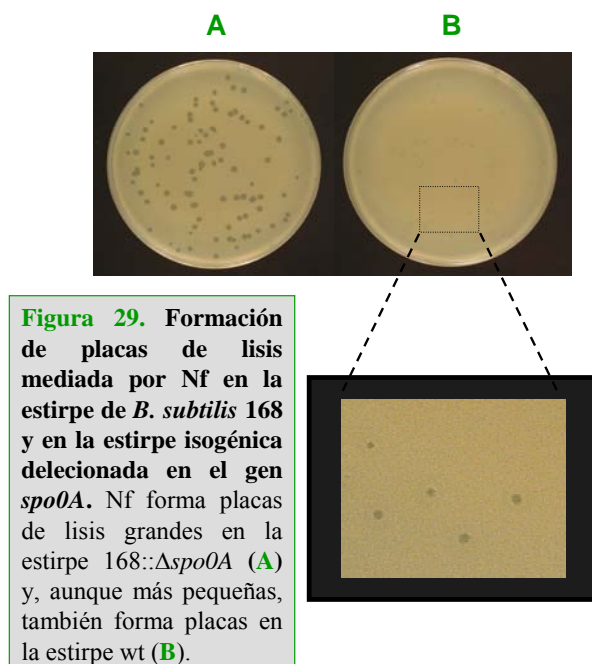 A
B
Figura 29. Formación
de placas de lisis
mediada por Nf en la
estirpe de B. subtilis 168
y en la estirpe isogénica
delecionada en el gen
spo0A. Nf forma placas
de lisis grandes en la
estirpe 168::Δspo0A (A)
y, aunque más pequeñas,
también forma placas en
la estirpe wt (B).